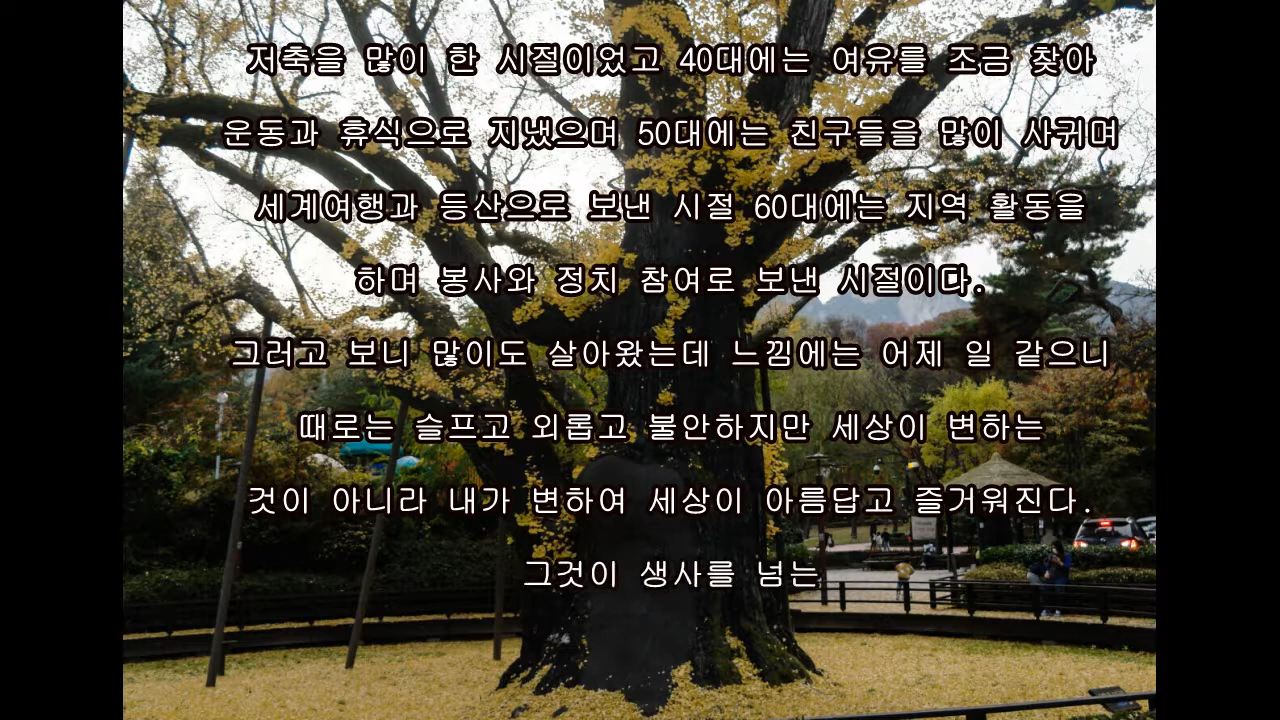 저축을 많이 한 시절이었고 40대에는 여유를 조금 찾아
운동과 휴식으로 지냈으며 50대에는 친구들을 많이 사귀며
세계여행과 등산으로 보낸 시절 60대에는 지역 활동을
하며 봉사와 정치 참여로 보낸 시절이다.
그러고 보니 많이도 살아왔는데 느낌에는 어제 일 같으니
때로는 슬프고 외롭고 불안하지만 세상이 변하는
것이 아니라 내가 변하여 세상이 아름답고 즐거워진다.
그것이 생사를 넘는